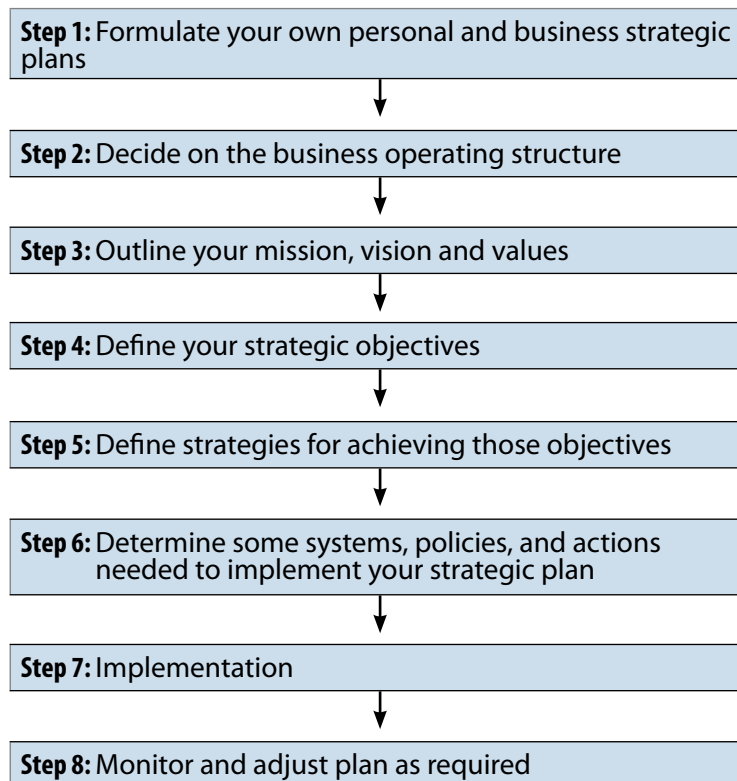 Step 1: Formulate your own personal and business strategic
plans
Step 2: Decide on the business operating structure
Step 3: Outline your mission, vision and values
Step 4: Define your strategic objectives
Step 5: Define strategies for achieving those objectives
Step 6: Determine some systems, policies, and actions
needed to implement your strategic plan
Step 7: Implementation
Step 8: Monitor and adjust plan as required